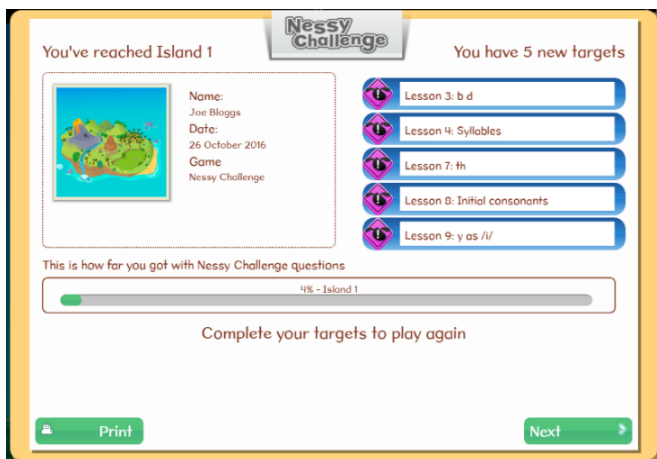 Nessy
Challenge
You've reached Island 1
You have 5 new targets
Name:
Joe Bloggs
Date:
26 October 2016
Game
Nessy Challenge
Lesson 3: b d
Lesson 4: Syllables
Lesson 7: th
Lesson 8: Initial consonants
Lesson 9: y as /i/
This is how far you got with Nessy Challenge questions
4% - Island 1
Complete your targets to play again
Print
Next